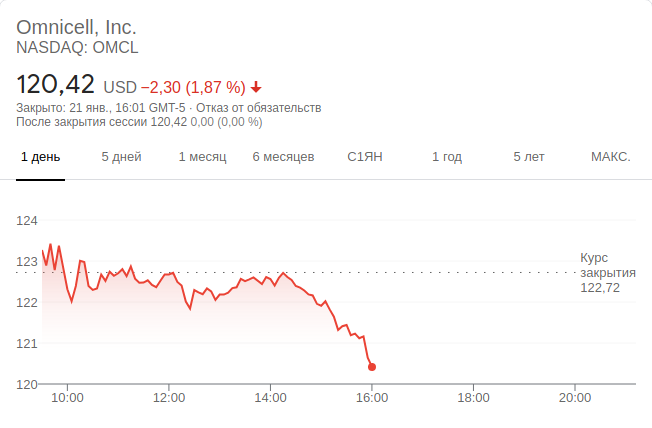 Omnicell, Inc.
NASDAQ: OMCL
120,42 USD −2,30 (1,87 %)
Закрыто: 21 янв., 16:01 GMT-5 · Отказ от обязательств
После закрытия сессии 120,42 0,00 (0,00 %)
1 день 5 дней 1 месяц 6 месяцев С1ЯН 1 год 5 лет МАКС.
124
123
122
121
120
Курс
закрытия
122,72
10:00 12:00 14:00 16:00 18:00 20:00